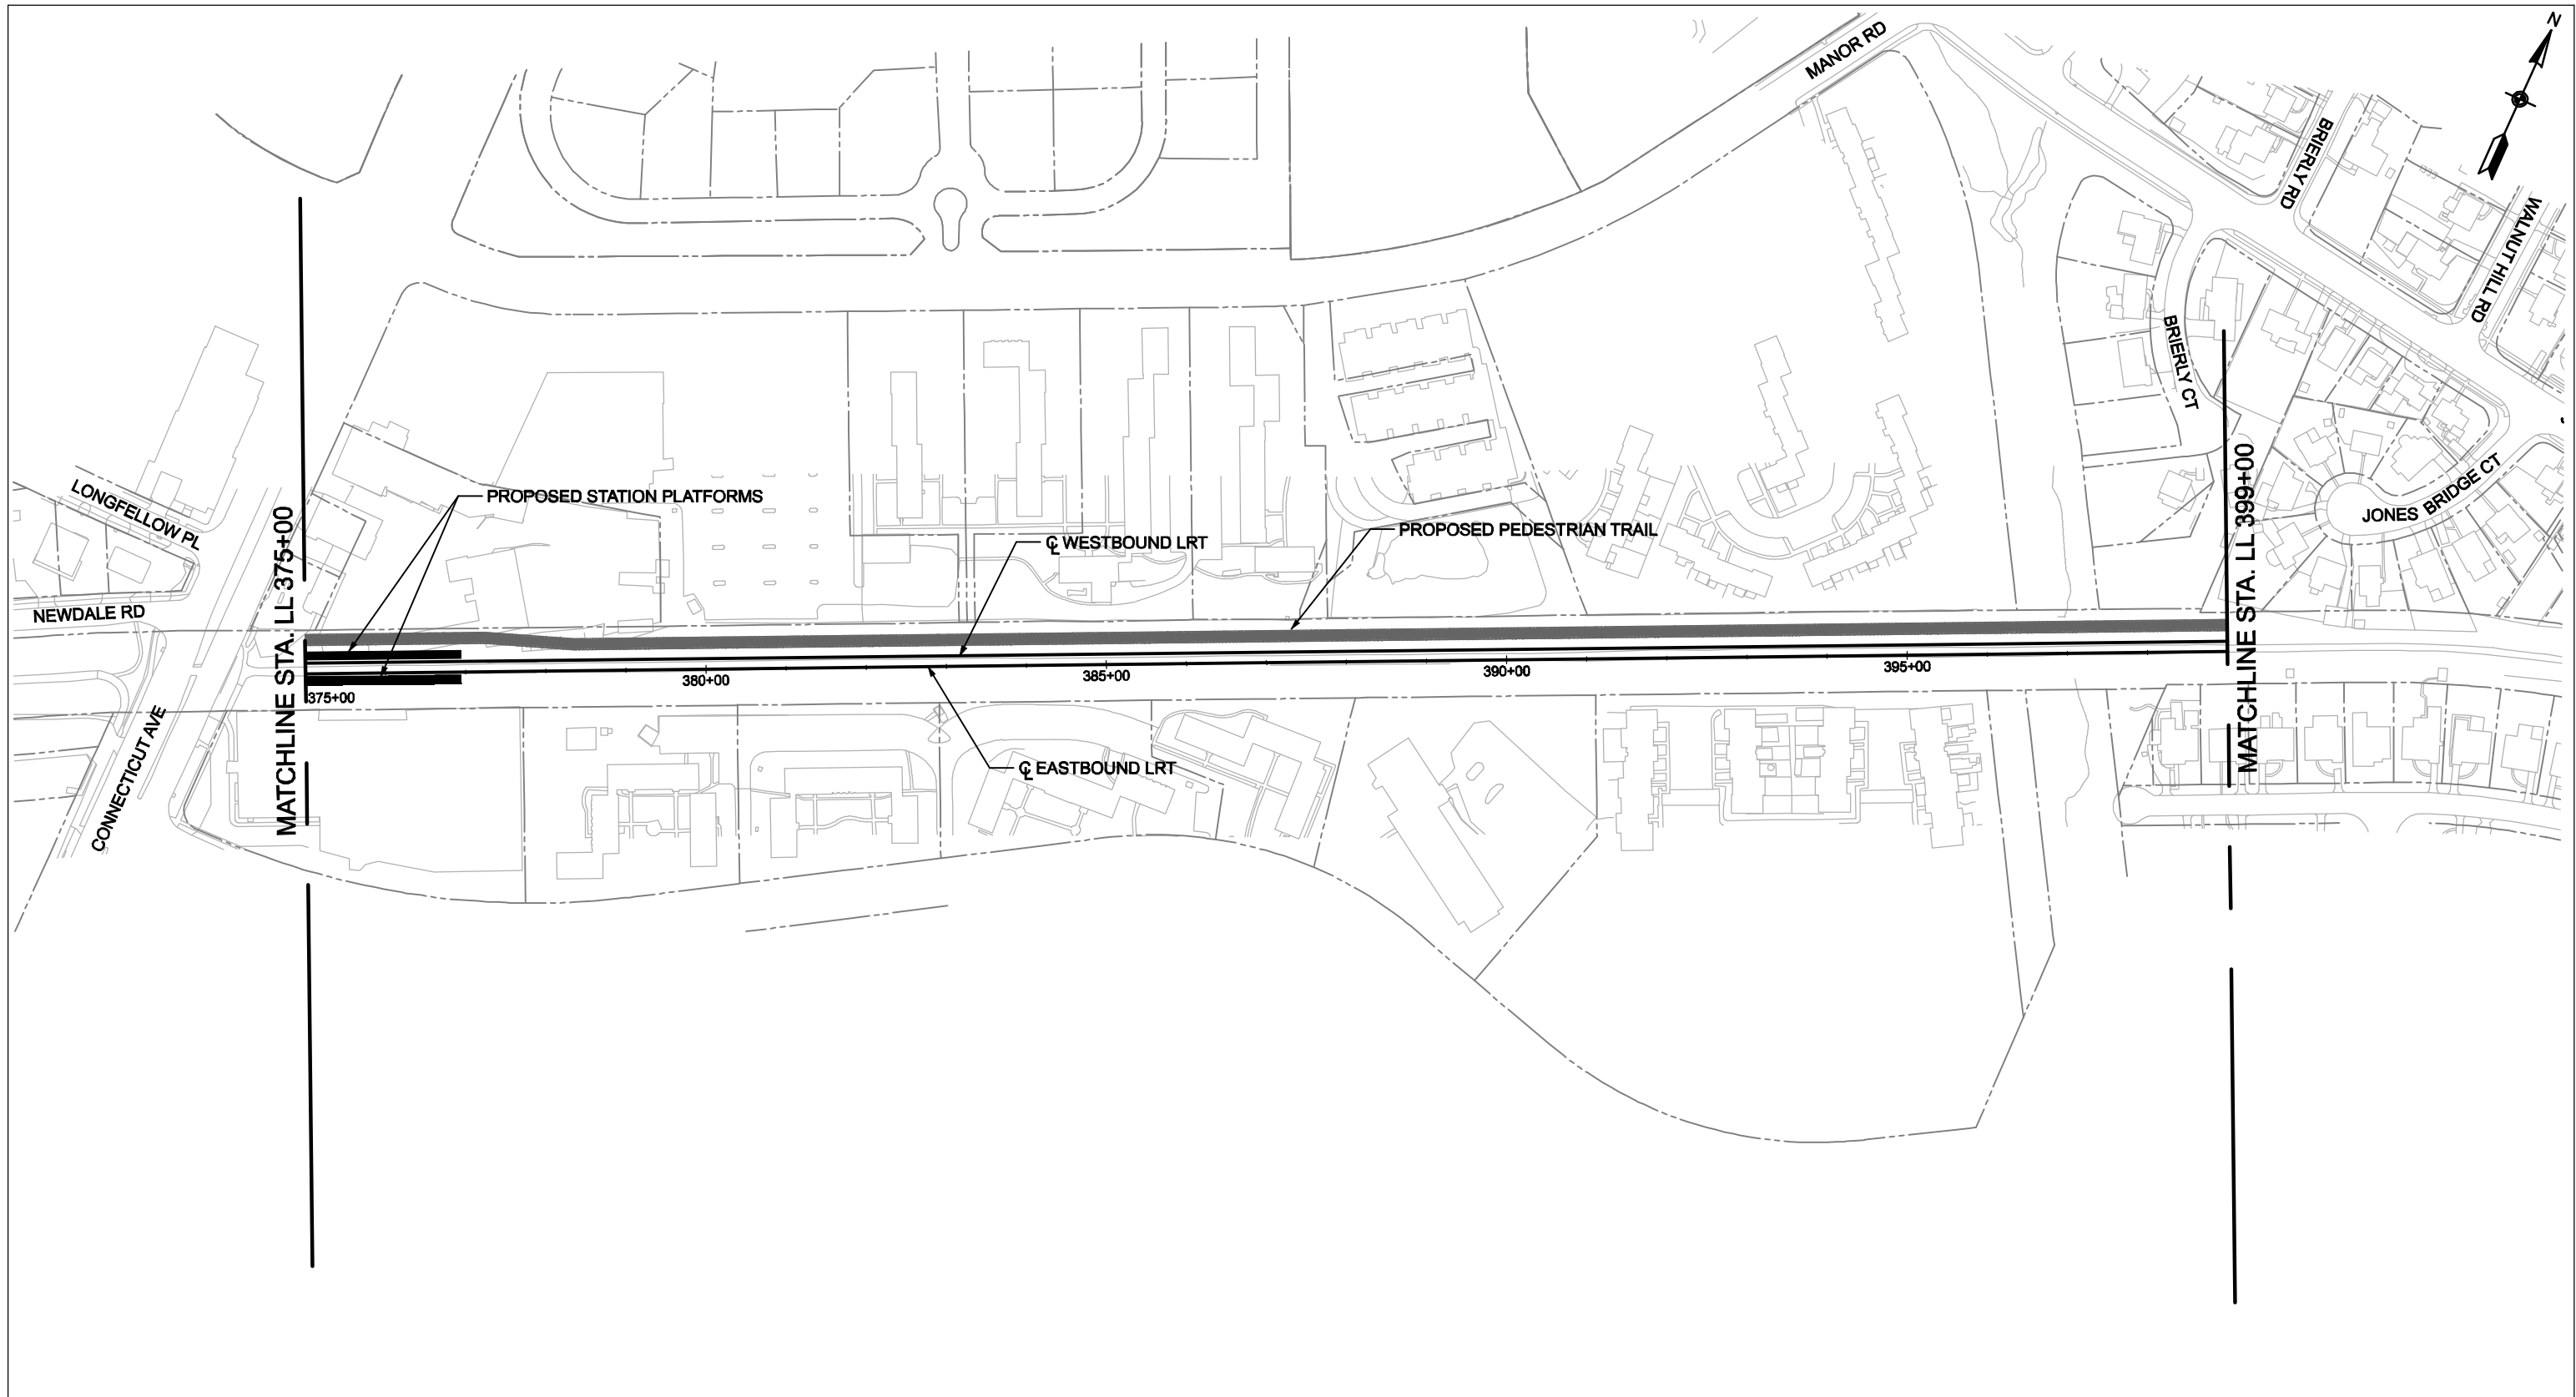 N
MANOR RD
BRIERLY RD
WALNUT HILL RD
BRIERLY CT
JONES BRIDGE CT
LONGFELLOW PL
PROPOSED STATION PLATFORMS
℄ WESTBOUND LRT
PROPOSED PEDESTRIAN TRAIL
NEWDALE RD
MATCHLINE STA. LL 375+00
MATCHLINE STA. LL 399+00
375+00
380+00
385+00
390+00
395+00
CONNECTICUT AVE
℄ EASTBOUND LRT